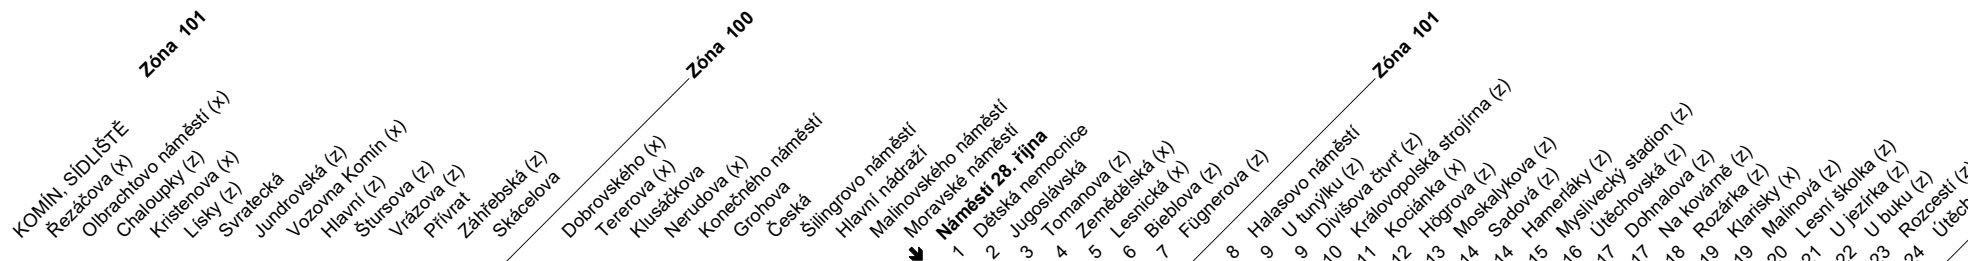 Zóna 101
KOMÍN, SÍDLIŠTĚ
Řezáčova (x)
Olbrachtovo náměstí (x)
Chaloupky (z)
Kristenova (x)
Lísky (z)
Svratecká
Jundrovská (z)
Vozovna Komín (x)
Hlavní (z)
Štursova (z)
Vrázova (z)
Přívrat
Záhřebská (z)
Skácelova
Zóna 100
Dobrovského (x)
Tererova (x)
Klusáčkova
Nerudova (x)
Konečného náměstí
Grohova
Česká
Šilingrovo náměstí
Hlavní nádraží
Malinovského náměstí
Moravské náměstí
Náměstí 28. října
1 Dětská nemocnice
2 Jugoslávská
3 Tomanova (z)
4 Zemědělská (x)
5 Lesnická (x)
6 Bieblova (z)
7 Fügnerova (z)
Zóna 101
8 Halasovo náměstí
9 U tunýlku (z)
9 Divišova čtvrť (z)
10 Královopolská strojírna (z)
11 Kociánka (x)
12 Högrova (z)
13 Moskalykova (z)
14 Sadová (z)
14 Hamerláky (z)
15 Myslivecký stadion (z)
16 Útěchovská (z)
17 Dohnalova (z)
17 Na kovárně (z)
18 Rozárka (z)
19 Klarisky (x)
19 Malinová (z)
20 Lesní školka (z)
21 U jezírka (z)
22 U buku (z)
23 Rozcestí (z)
24